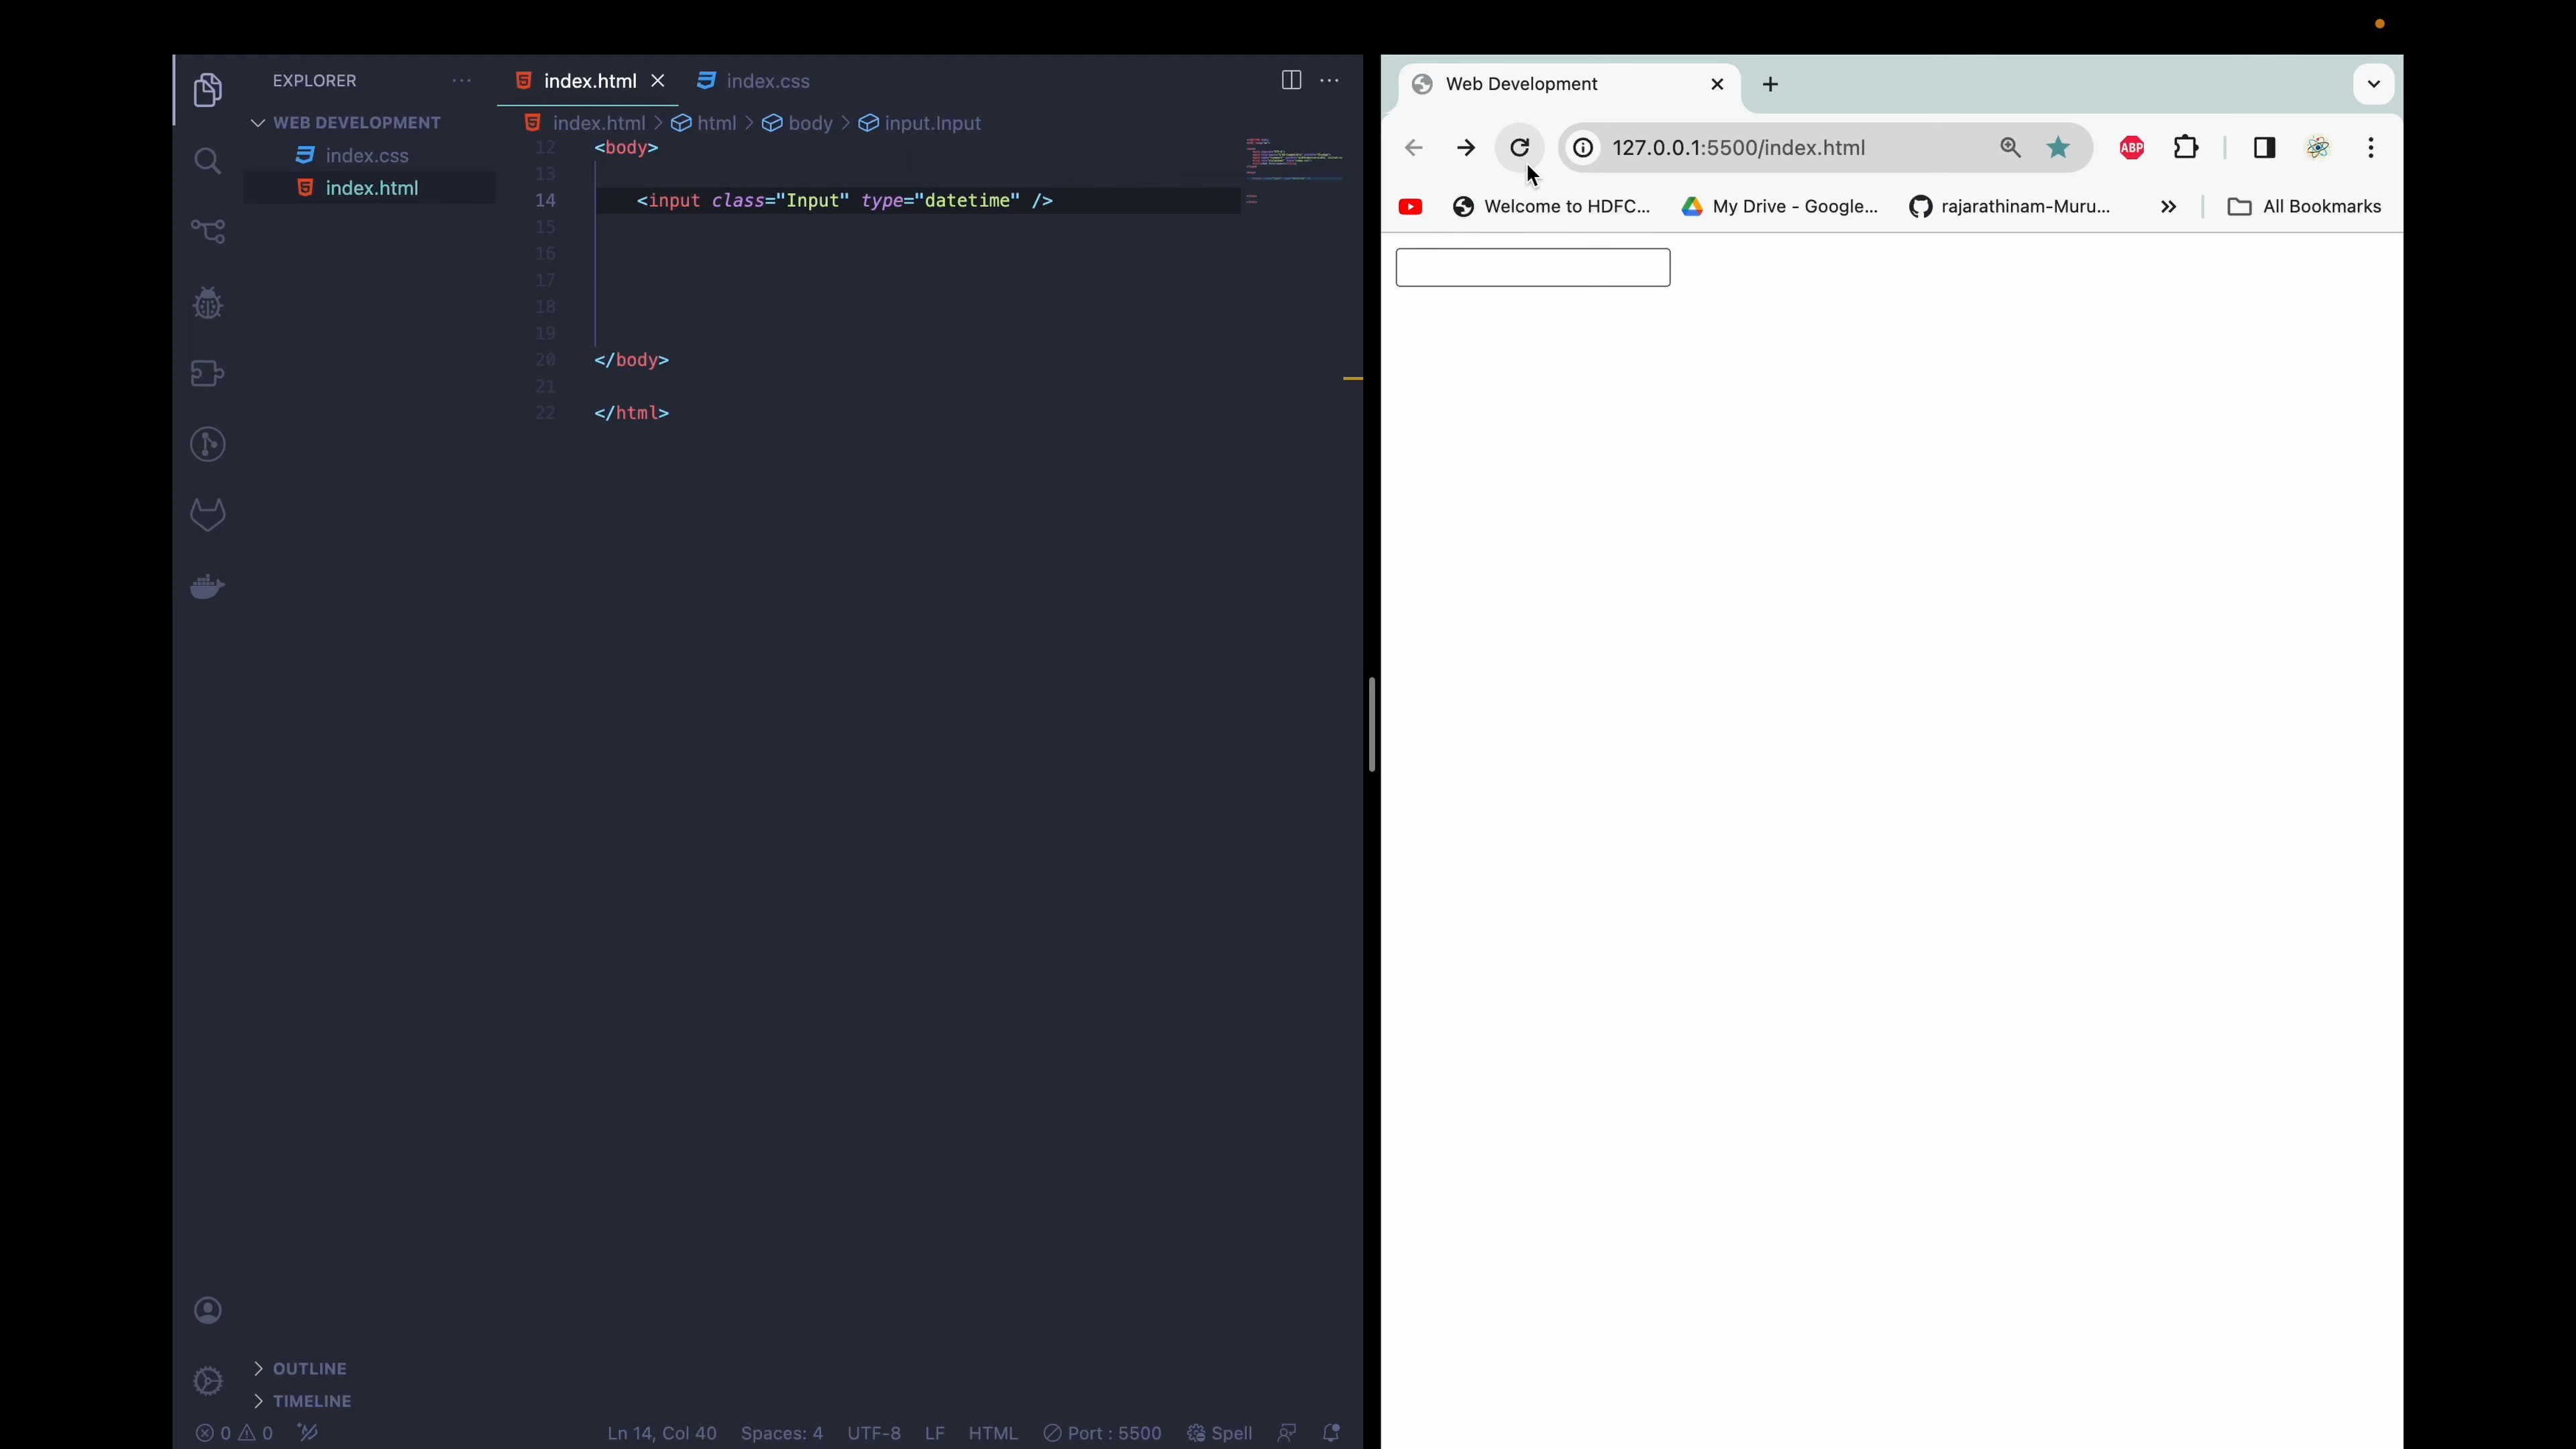 EXPLORER
WEB DEVELOPMENT
index.css
index.html
index.html
index.css
index.html > html > body > input.Input
12 <body>
13
14 <input class="Input" type="datetime" />
15
16
17
18
19
20 </body>
21
22 </html>
OUTLINE
TIMELINE
0 0
Ln 14, Col 40 Spaces: 4 UTF-8 LF HTML Port : 5500 Spell
Web Development
127.0.0.1:5500/index.html
ABP
Welcome to HDFC... My Drive - Google... rajarathinam-Muru... All Bookmarks